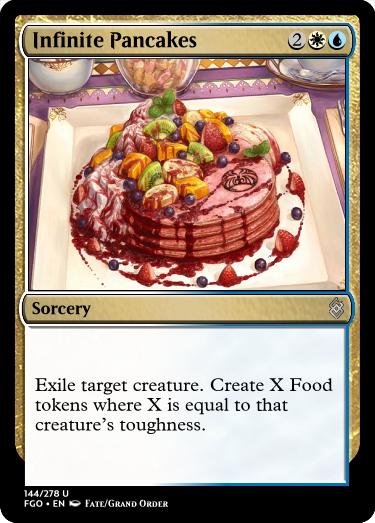 Infinite Pancakes 2
Sorcery
Exile target creature. Create X Food
tokens where X is equal to that
creature's toughness.
144/278 U
FGO • EN Fate/Grand Order